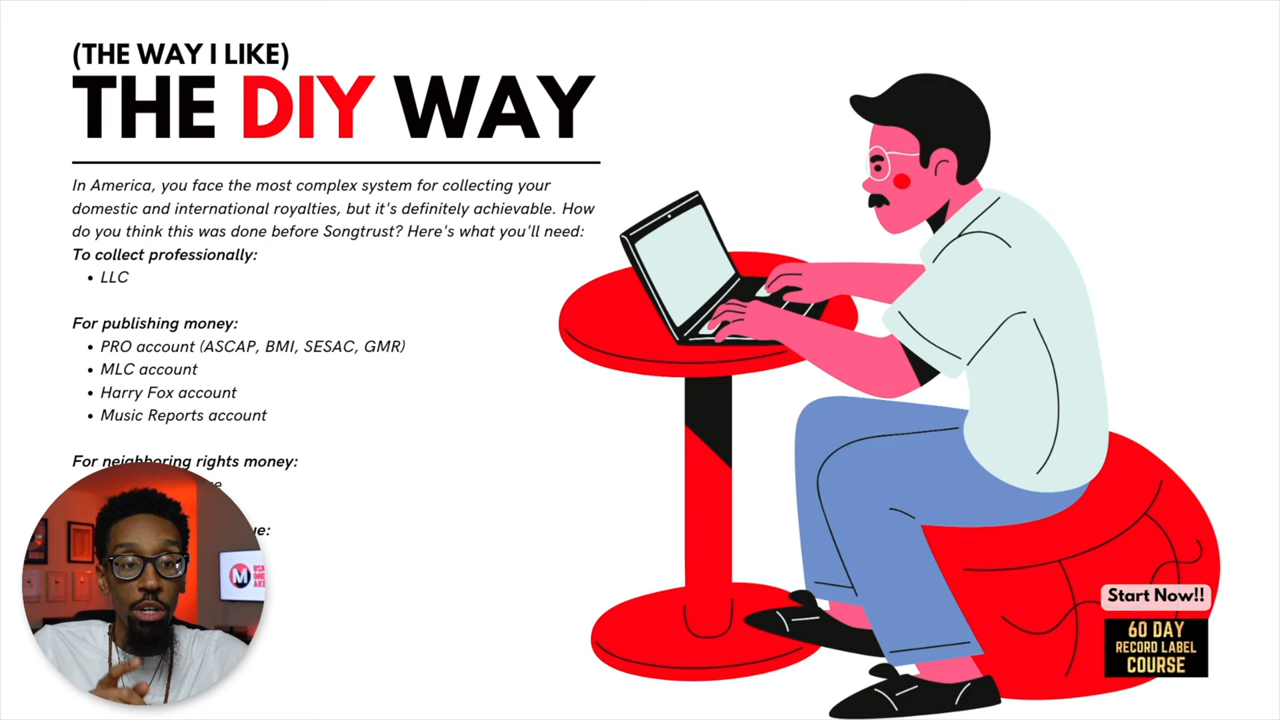 (THE WAY I LIKE)
THE DIY WAY
In America, you face the most complex system for collecting your
domestic and international royalties, but it's definitely achievable. How
do you think this was done before Songtrust? Here's what you'll need:
To collect professionally:
• LLC
For publishing money:
• PRO account (ASCAP, BMI, SESAC, GMR)
• MLC account
• Harry Fox account
• Music Reports account
For neighboring rights money:
M
Start Now!!
60 DAY
RECORD LABEL
COURSE